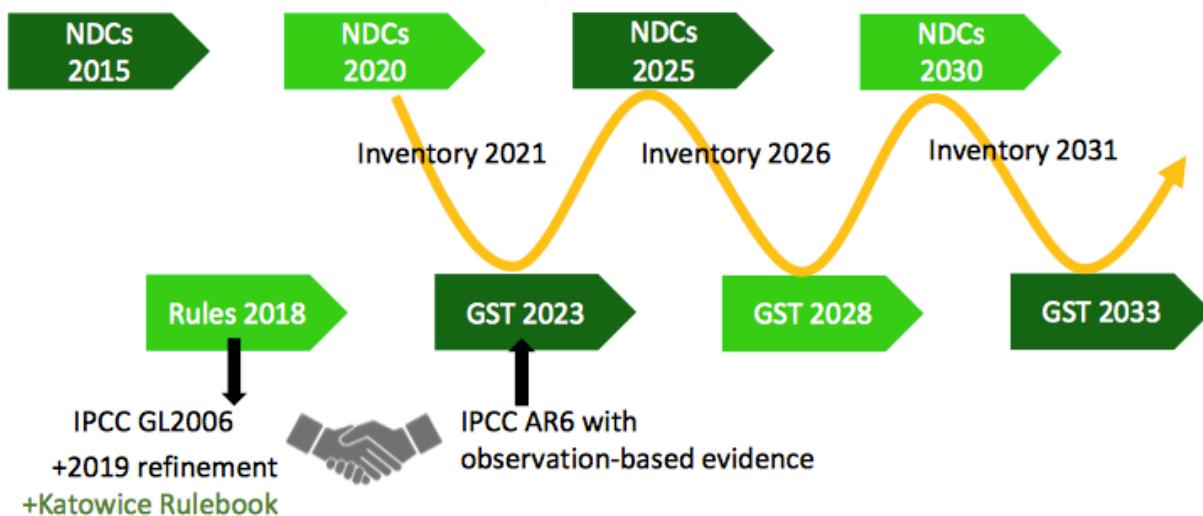 NDCs
2015
NDCs
2020
NDCs
2025
NDCs
2030
Inventory 2021
Inventory 2026
Inventory 2031
Rules 2018
GST 2023
GST 2028
GST 2033
IPCC GL2006
+2019 refinement
+Katowice Rulebook
IPCC AR6 with
observation-based evidence